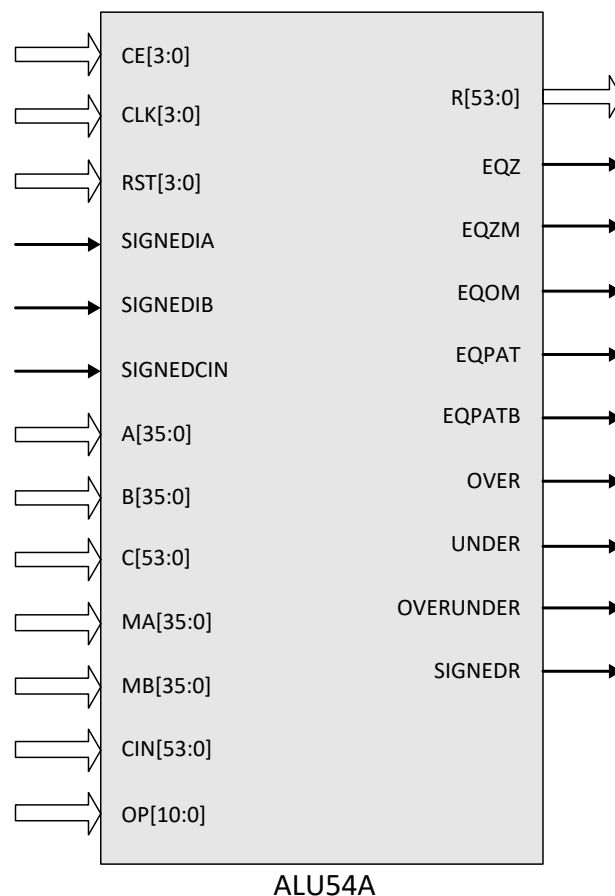 CE[3:0]
CLK[3:0]
RST[3:0]
SIGNEDIA
SIGNEDIB
SIGNEDCIN
A[35:0]
B[35:0]
C[53:0]
MA[35:0]
MB[35:0]
CIN[53:0]
OP[10:0]
R[53:0]
EQZ
EQZM
EQOM
EQPAT
EQPATB
OVER
UNDER
OVERUNDER
SIGNEDR
ALU54A